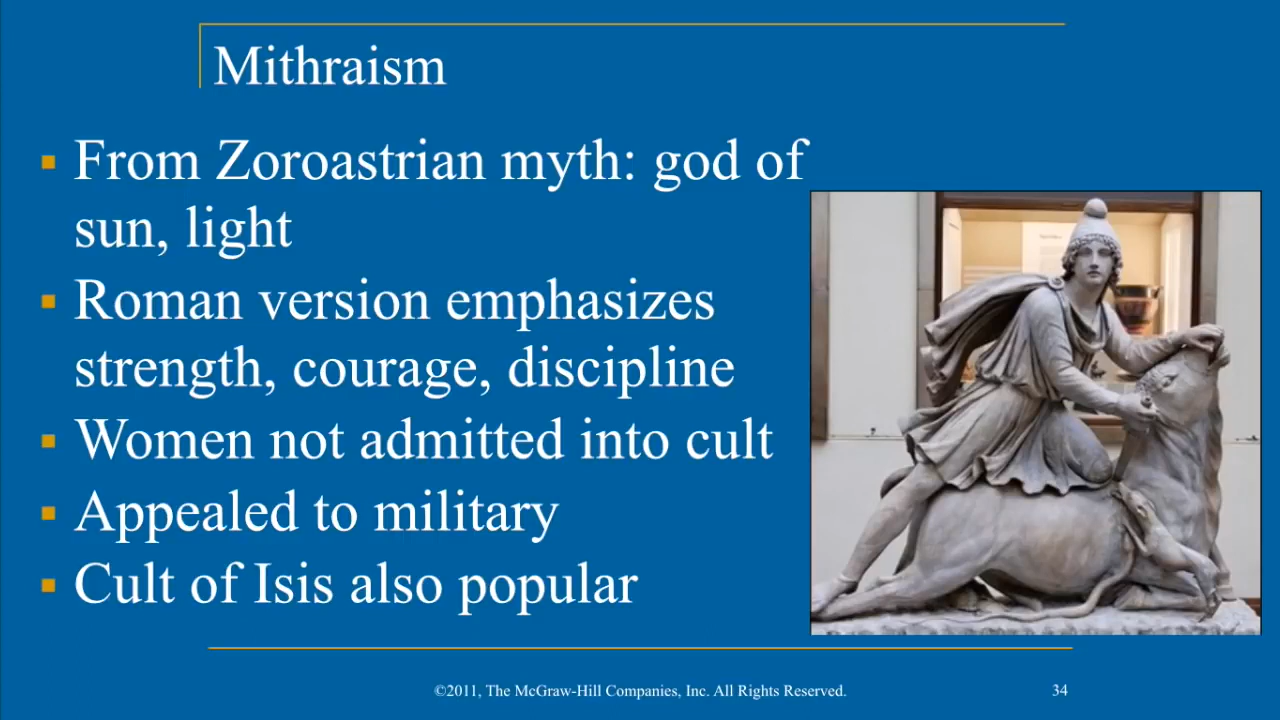 Mithraism
▪ From Zoroastrian myth: god of
sun, light
▪ Roman version emphasizes
strength, courage, discipline
▪ Women not admitted into cult
▪ Appealed to military
▪ Cult of Isis also popular
©2011, The McGraw-Hill Companies, Inc. All Rights Reserved.
34